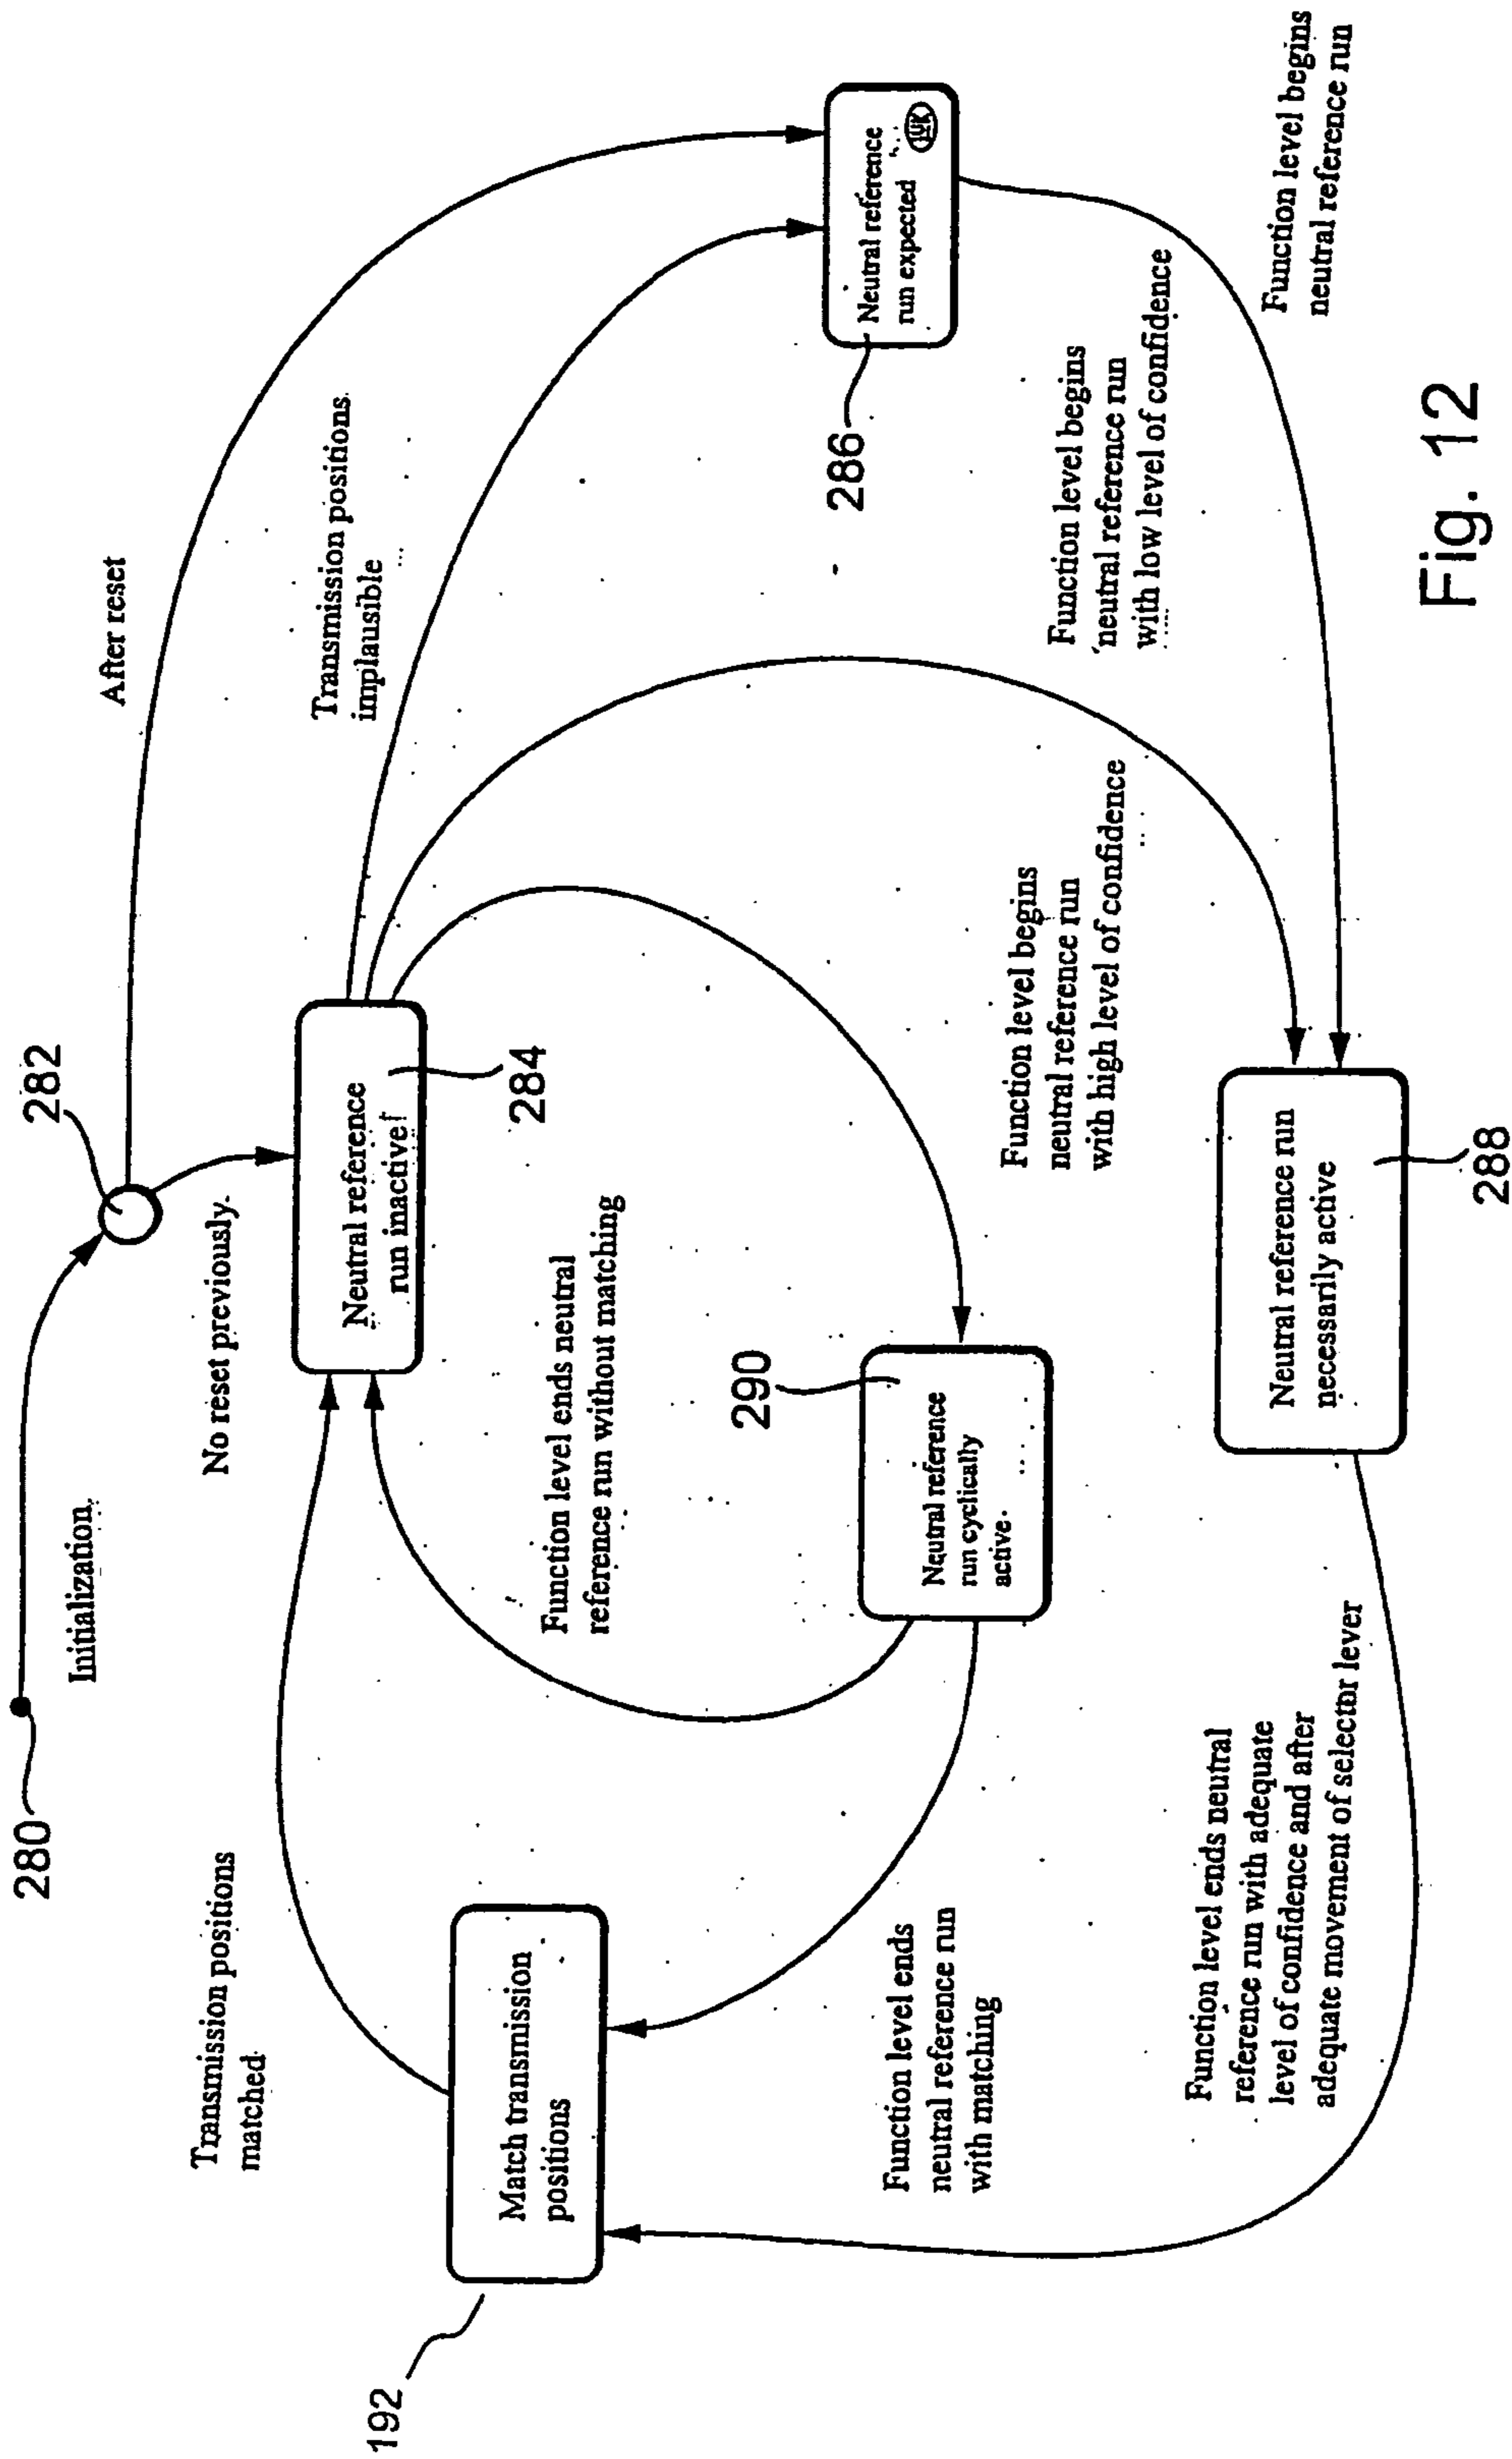 280
Initialization
282
After reset
No reset previously.
Transmission positions
matched
Neutral reference
run inactive
284
Transmission positions
implausible
192
Match transmission
positions
Function level ends neutral
reference run without matching
290
Neutral reference
run cyclically
active.
286
Neutral reference
run expected
LUK
Function level ends
neutral reference run
with matching
Function level begins
neutral reference run
with high level of confidence
Function level begins
neutral reference run
with low level of confidence
Function level ends neutral
reference run with adequate
level of confidence and after
adequate movement of selector lever
Neutral reference run
necessarily active
288
Function level begins
neutral reference run
Fig. 12